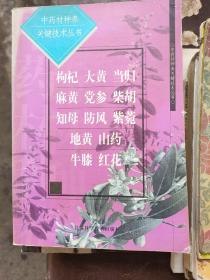 中药材种养
关键技术丛书
枸杞 大黄 当归
麻黄 党参 柴胡
知母 防风 紫菀
地黄 山药
牛膝 红花